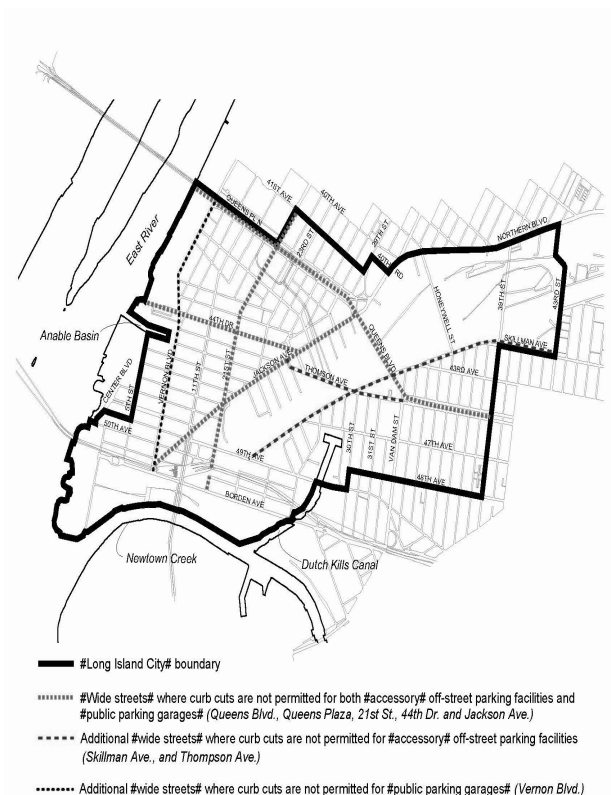 41ST AVE
40TH AVE
QUEENS PLZ
23RD ST
29TH ST
40TH RD
NORTHERN BLVD
East River
HONEYWELL ST
39TH ST
43RD ST
Anable Basin
44TH DR
QUEENS BLVD
SKILLMAN AVE
CENTER BLVD
5TH ST
VERNON BLVD
11TH ST
21ST ST
JACKSON AVE
THOMSON AVE
43RD AVE
50TH AVE
49TH AVE
30TH ST
31ST ST
VAN DAM ST
47TH AVE
48TH AVE
BORDEN AVE
Newtown Creek
Dutch Kills Canal
#Long Island City# boundary
#Wide streets# where curb cuts are not permitted for both #accessory# off-street parking facilities and
#public parking garages# (Queens Blvd., Queens Plaza, 21st St., 44th Dr. and Jackson Ave.)
Additional #wide streets# where curb cuts are not permitted for #accessory# off-street parking facilities
(Skillman Ave., and Thompson Ave.)
Additional #wide streets# where curb cuts are not permitted for #public parking garages# (Vernon Blvd.)